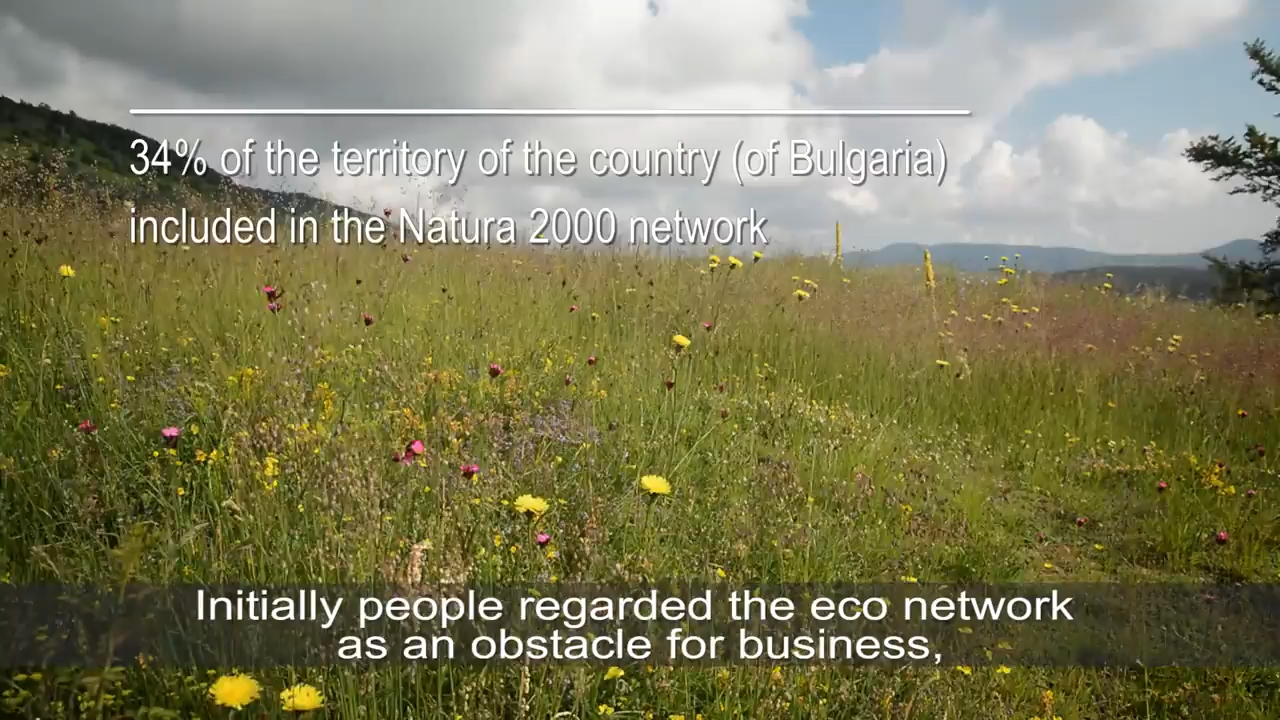 34% of the territory of the country (of Bulgaria)
included in the Natura 2000 network
Initially people regarded the eco network
as an obstacle for business,